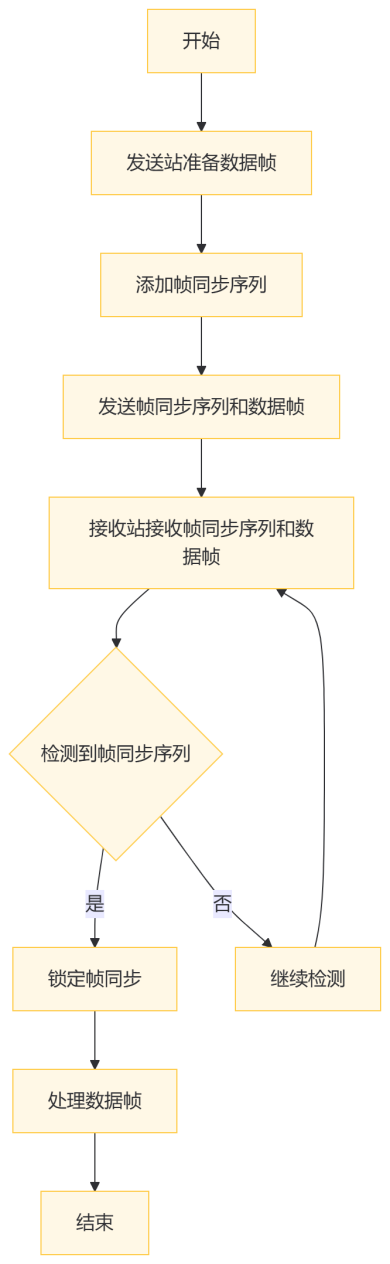 开始
发送站准备数据帧
添加帧同步序列
发送帧同步序列和数据帧
接收站接收帧同步序列和数
据帧
检测到帧同步序列
是
否
锁定帧同步
继续检测
处理数据帧
结束